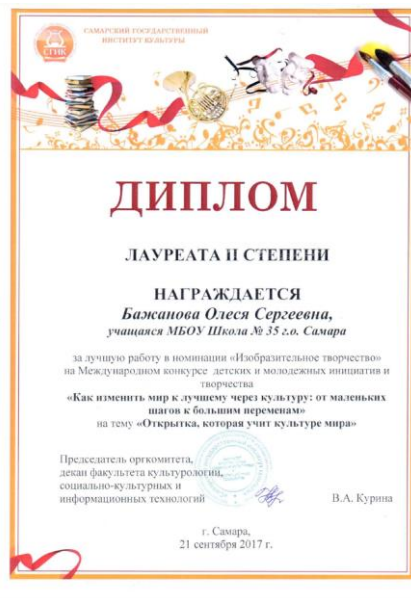 САМАРСКИЙ ГОСУДАРСТВЕННЫЙ
ИНСТИТУТ КУЛЬТУРЫ
СГИК
ДИПЛОМ
ЛАУРЕАТА II СТЕПЕНИ
НАГРАЖДАЕТСЯ
Бажанова Олеся Сергеевна,
учащаяся МБОУ Школа № 35 г.о. Самара
за лучшую работу в номинации «Изобразительное творчество»
на Международном конкурсе детских и молодежных инициатив и
творчества
«Как изменить мир к лучшему через культуру: от маленьких
шагов к большим переменам»
на тему «Открытка, которая учит культуре мира»
Председатель оргкомитета,
декан факультета культурологии,
социально-культурных и
информационных технологий
В.А. Курина
г. Самара,
21 сентября 2017 г.